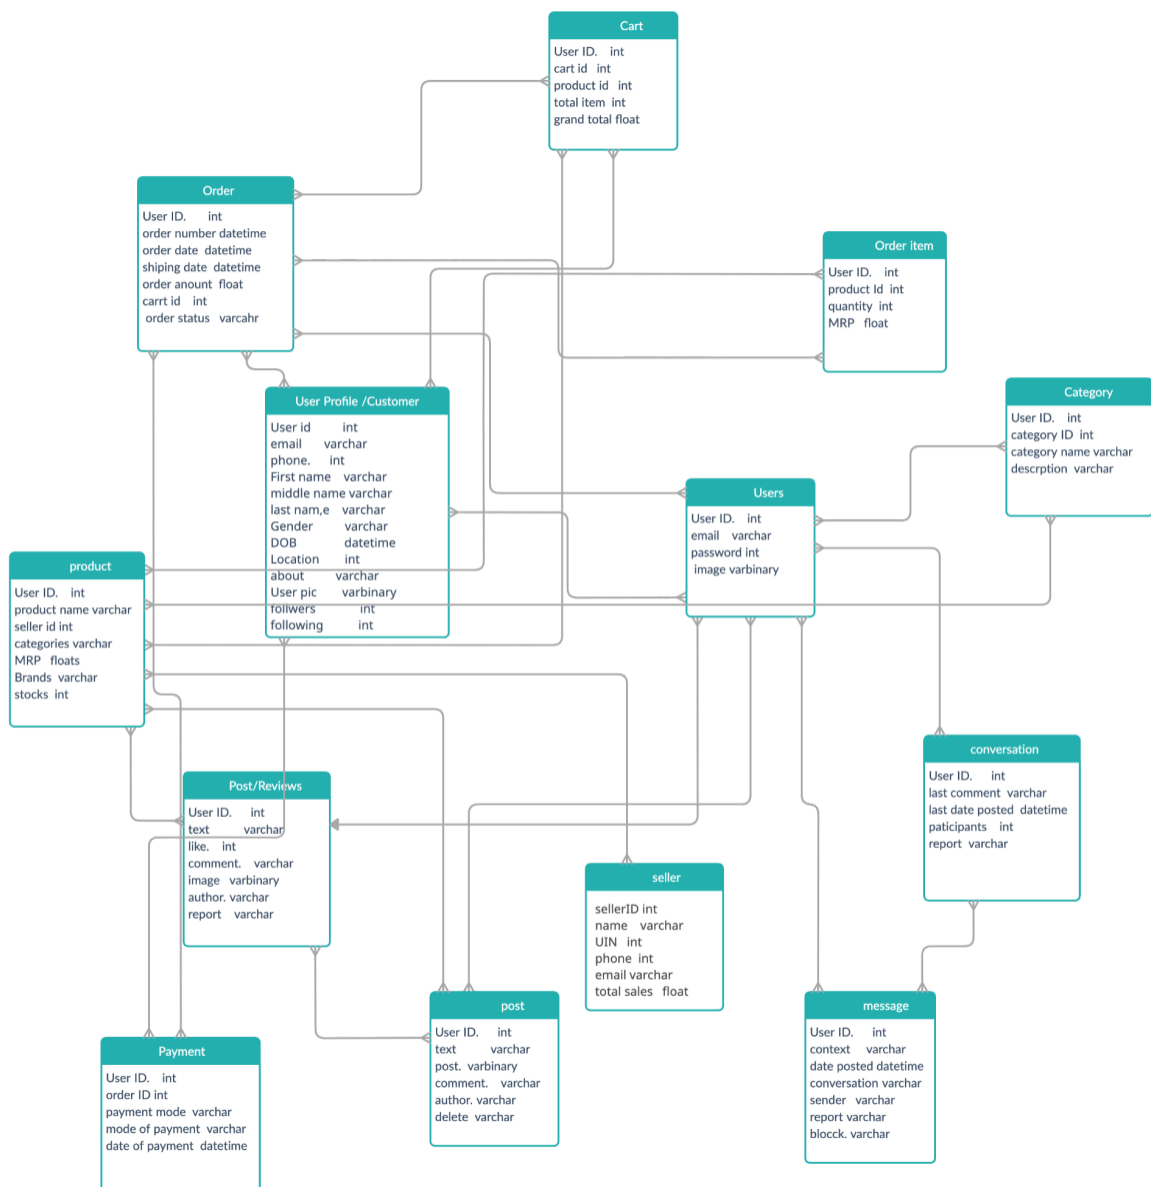 Cart
User ID. int
cart id int
product id int
total item int
grand total float
Order
User ID. int
order number datetime
order date datetime
shiping date datetime
order anount float
carrt id int
order status varcahr
Order item
User ID. int
product Id int
quantity int
MRP float
User Profile /Customer
User id int
email varchar
phone. int
First name varchar
middle name varchar
last nam,e varchar
Gender varchar
DOB datetime
Location int
about varchar
User pic varbinary
follwers int
following int
Category
User ID. int
category ID int
category name varchar
descrption varchar
Users
User ID. int
email varchar
password int
image varbinary
product
User ID. int
product name varchar
seller id int
categories varchar
MRP floats
Brands varchar
stocks int
conversation
User ID. int
last comment varchar
last date posted datetime
paticipants int
report varchar
Post/Reviews
User ID. int
text varchar
like. int
comment. varchar
image varbinary
author. varchar
report varchar
seller
sellerID int
name varchar
UIN int
phone int
email varchar
total sales float
post
User ID. int
text varchar
post. varbinary
comment. varchar
author. varchar
delete varchar
message
User ID. int
context varchar
date posted datetime
conversation varchar
sender varchar
report varchar
blocck. varchar
Payment
User ID. int
order ID int
payment mode varchar
mode of payment varchar
date of payment datetime